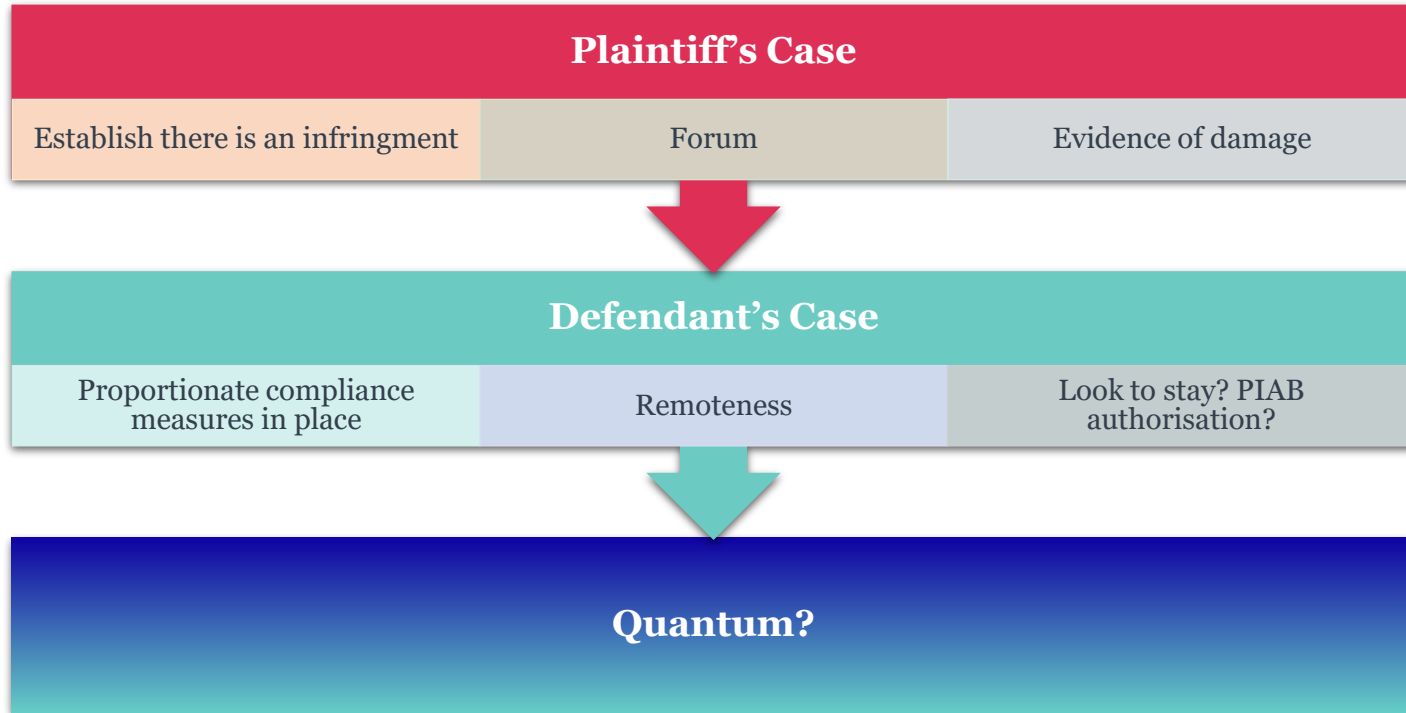 Plaintiff’s Case
Establish there is an infringment
Forum
Evidence of damage
Defendant’s Case
Proportionate compliance
measures in place
Remoteness
Look to stay? PIAB
authorisation?
Quantum?